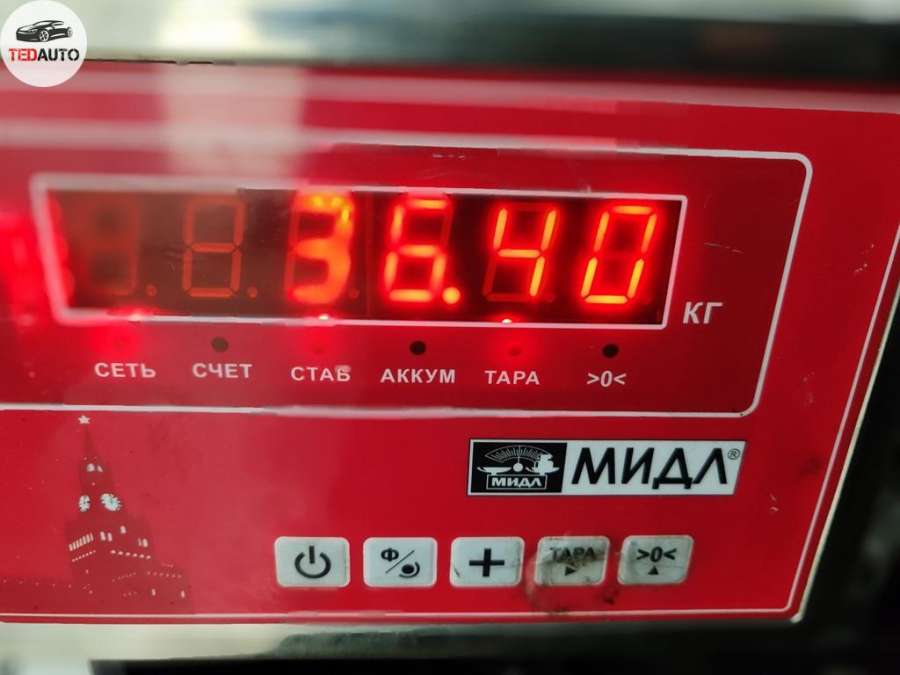 TEDAUTO
36.40
КГ
СЕТЬ СЧЕТ СТАБ АККУМ ТАРА >0<
МИДЛ МИДЛ®
Ф + ТАРА >0<